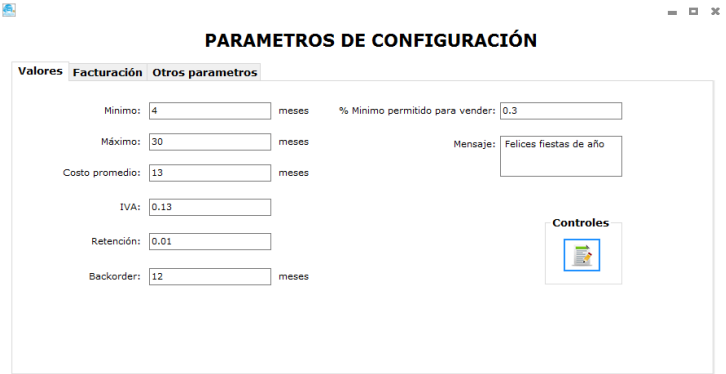 PARAMETROS DE CONFIGURACIÓN
Valores Facturación Otros parametros
Minimo: 4 meses % Minimo permitido para vender: 0.3
Máximo: 30 meses Mensaje: Felices fiestas de año
Costo promedio: 13 meses
IVA: 0.13
Controles
Retención: 0.01
Backorder: 12 meses